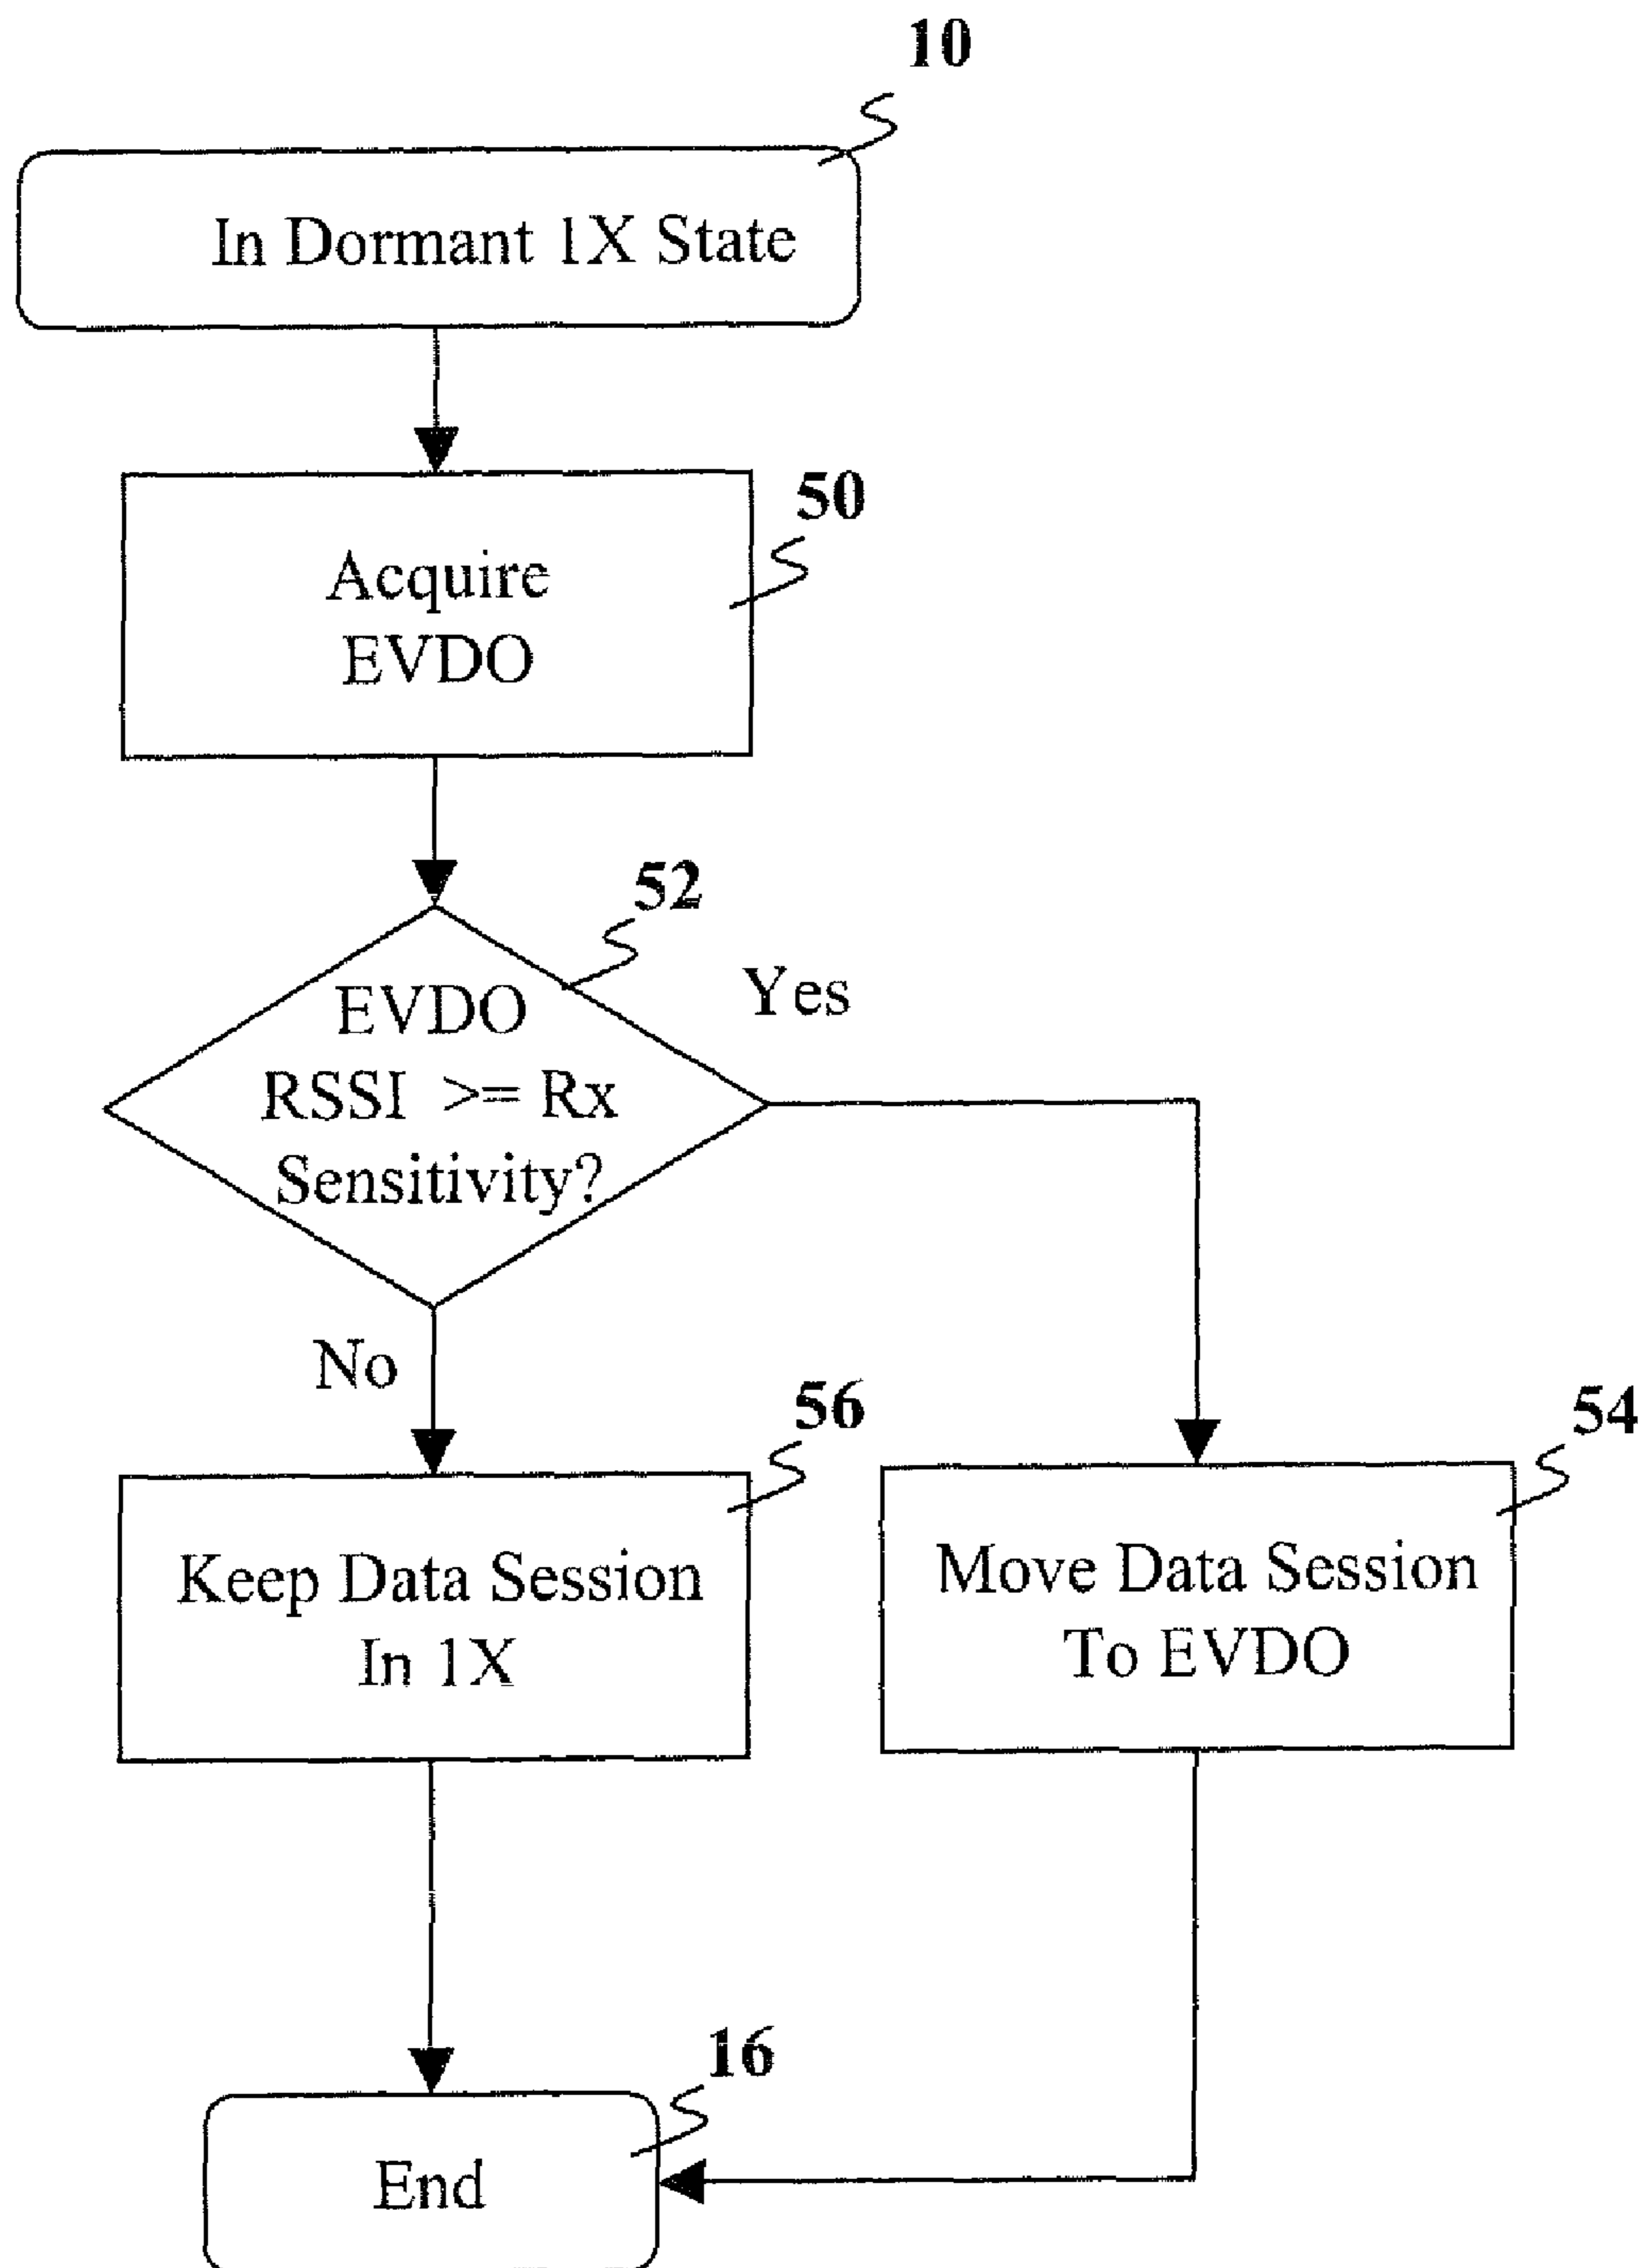 10
In Dormant 1X State
50
Acquire
EVDO
52
Yes
EVDO
RSSI >= Rx
Sensitivity?
No
56
54
Keep Data Session
In 1X
Move Data Session
To EVDO
16
End